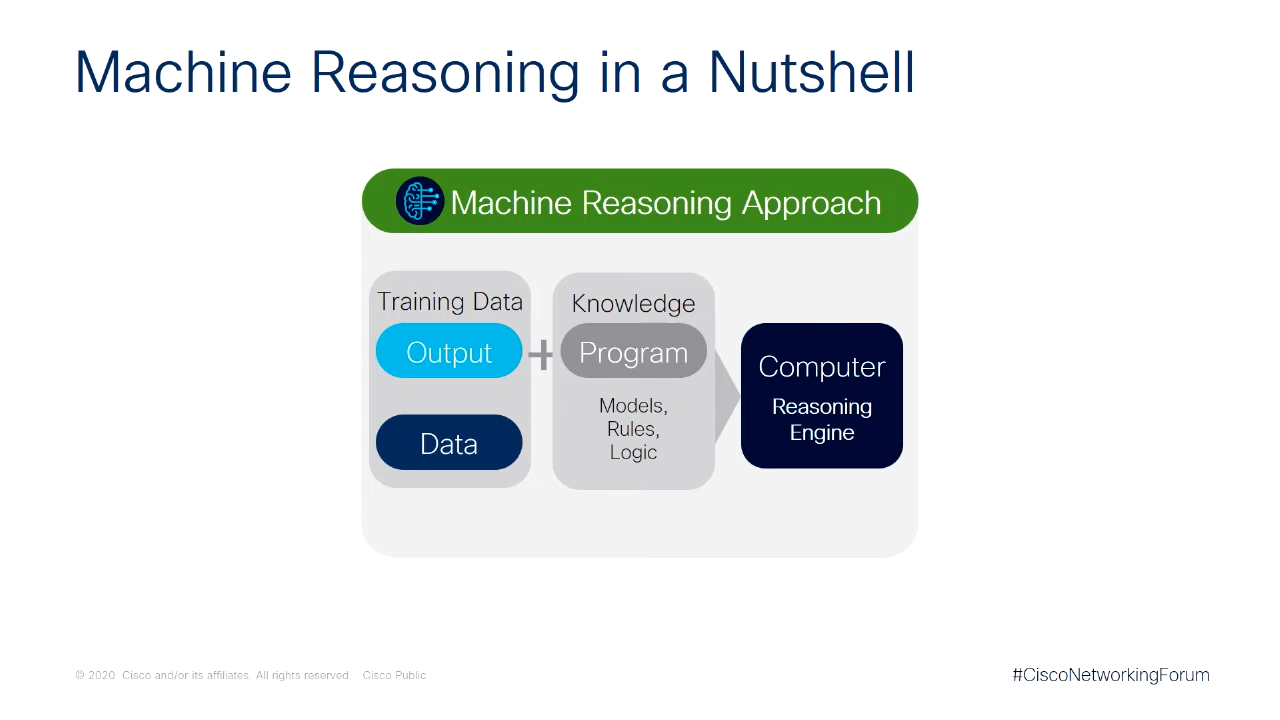 Machine Reasoning in a Nutshell
Machine Reasoning Approach
Training Data
Output
Data
+
Knowledge
Program
Models,
Rules,
Logic
Computer
Reasoning
Engine
© 2020 Cisco and/or its affiliates. All rights reserved. Cisco Public
#CiscoNetworkingForum